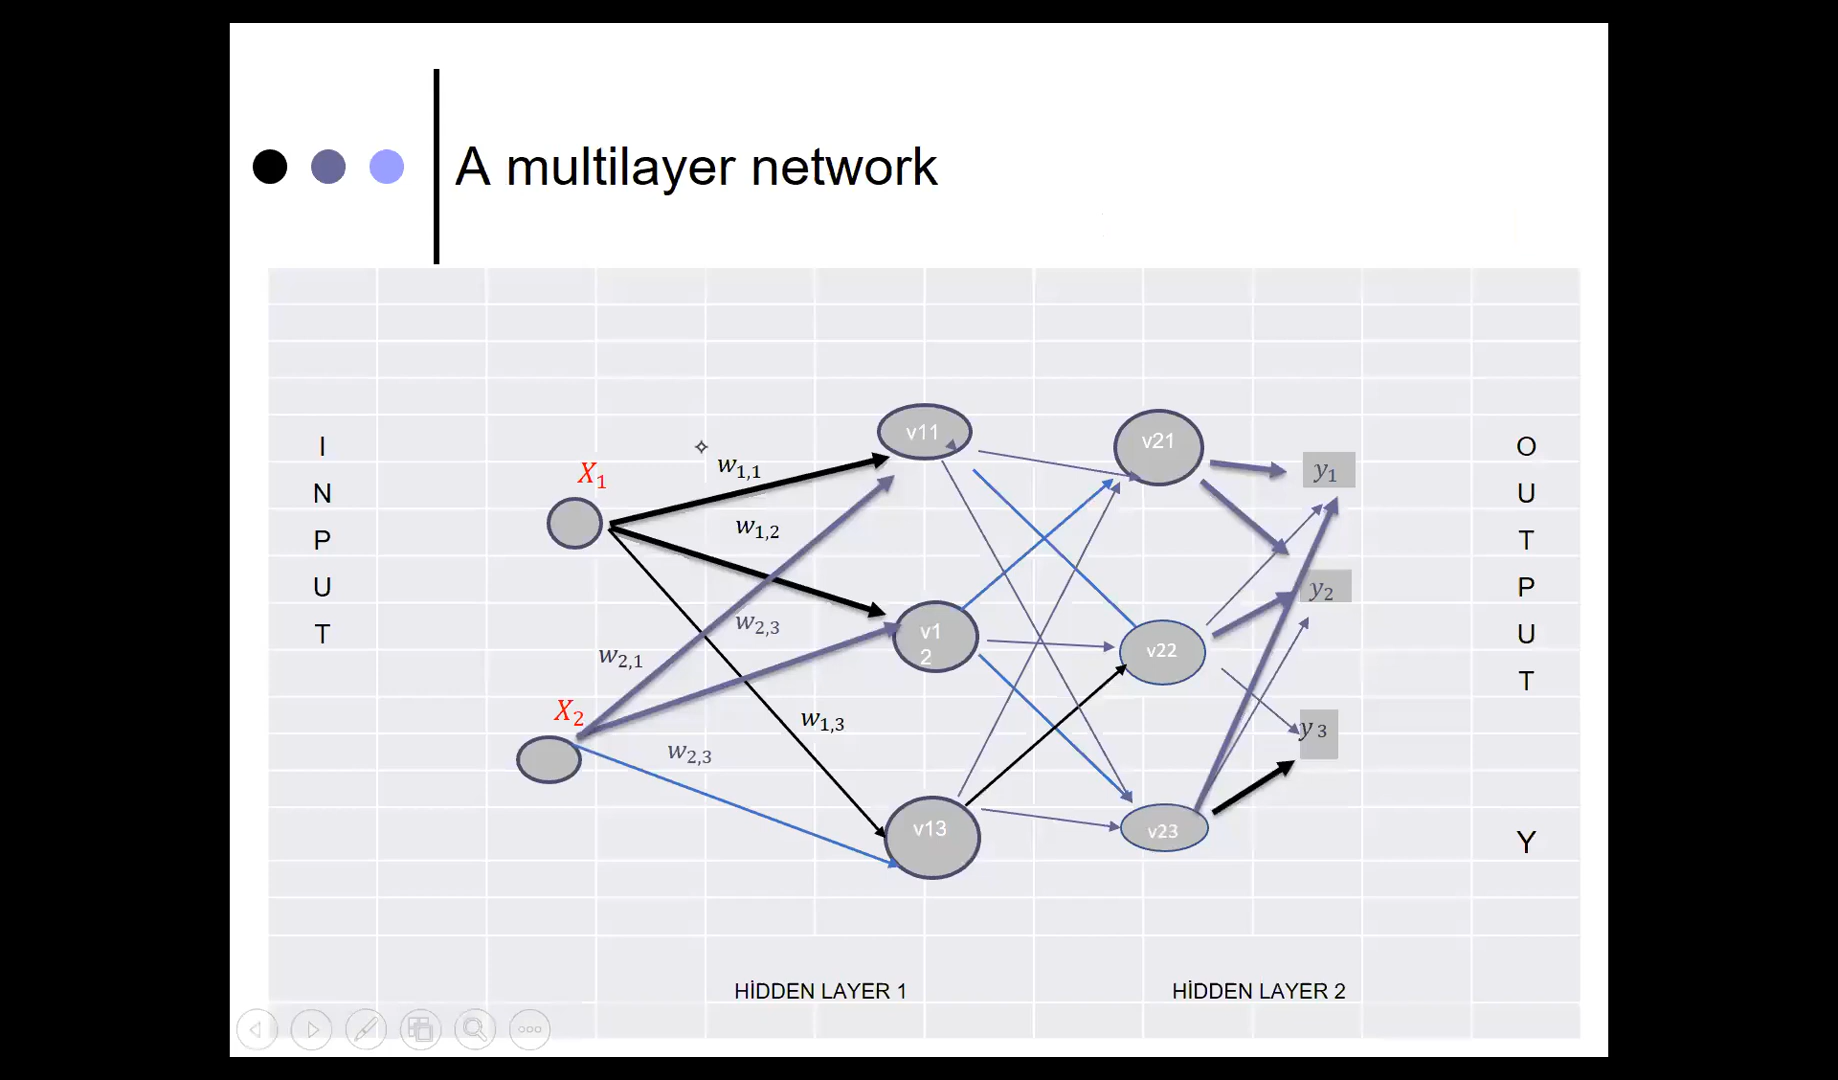 A multilayer network
I
N
P
U
T
X₁
X₂
w₁,₁
w₁,₂
w₂,₃
w₂,₁
w₁,₃
w₂,₃
v11
v1
2
v13
v21
v22
v23
y₁
y₂
y 3
O
U
T
P
U
T
Y
HİDDEN LAYER 1
HİDDEN LAYER 2